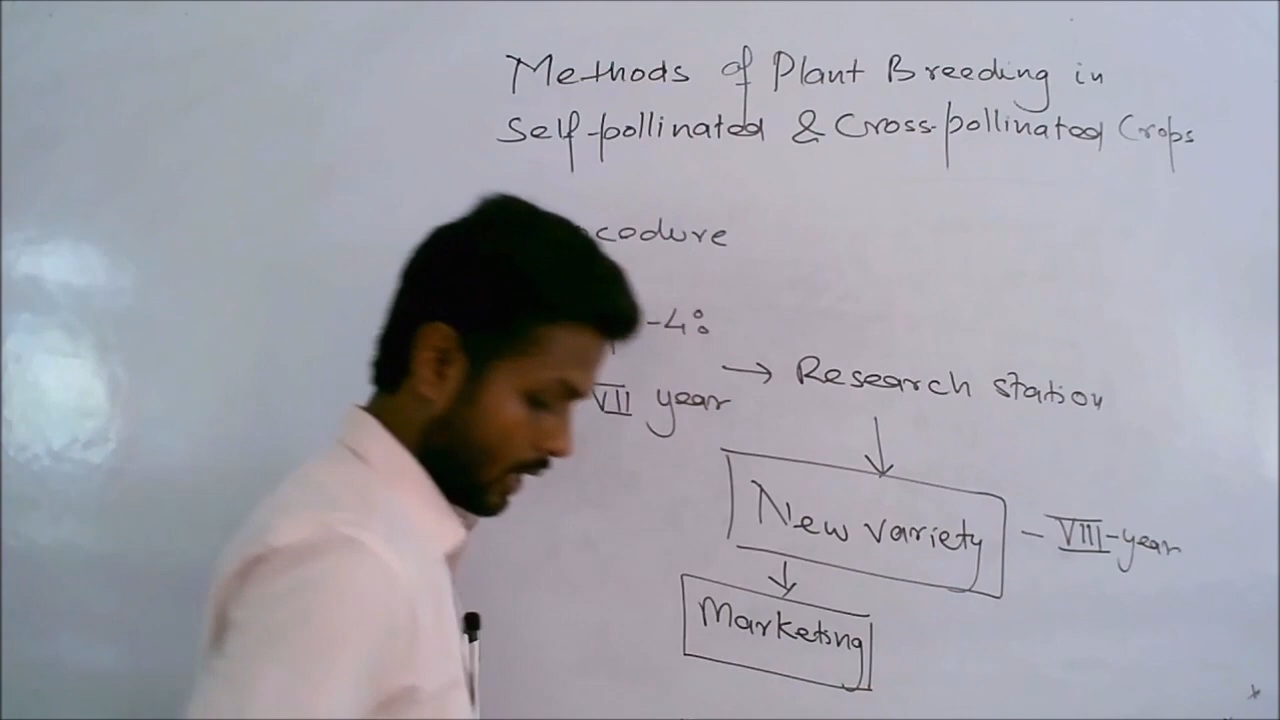 Methods of Plant Breeding in
Self-pollinated & Cross-pollinated Crops
codure
-4:
VII year → Research station
New variety - VIII-year
Marketing